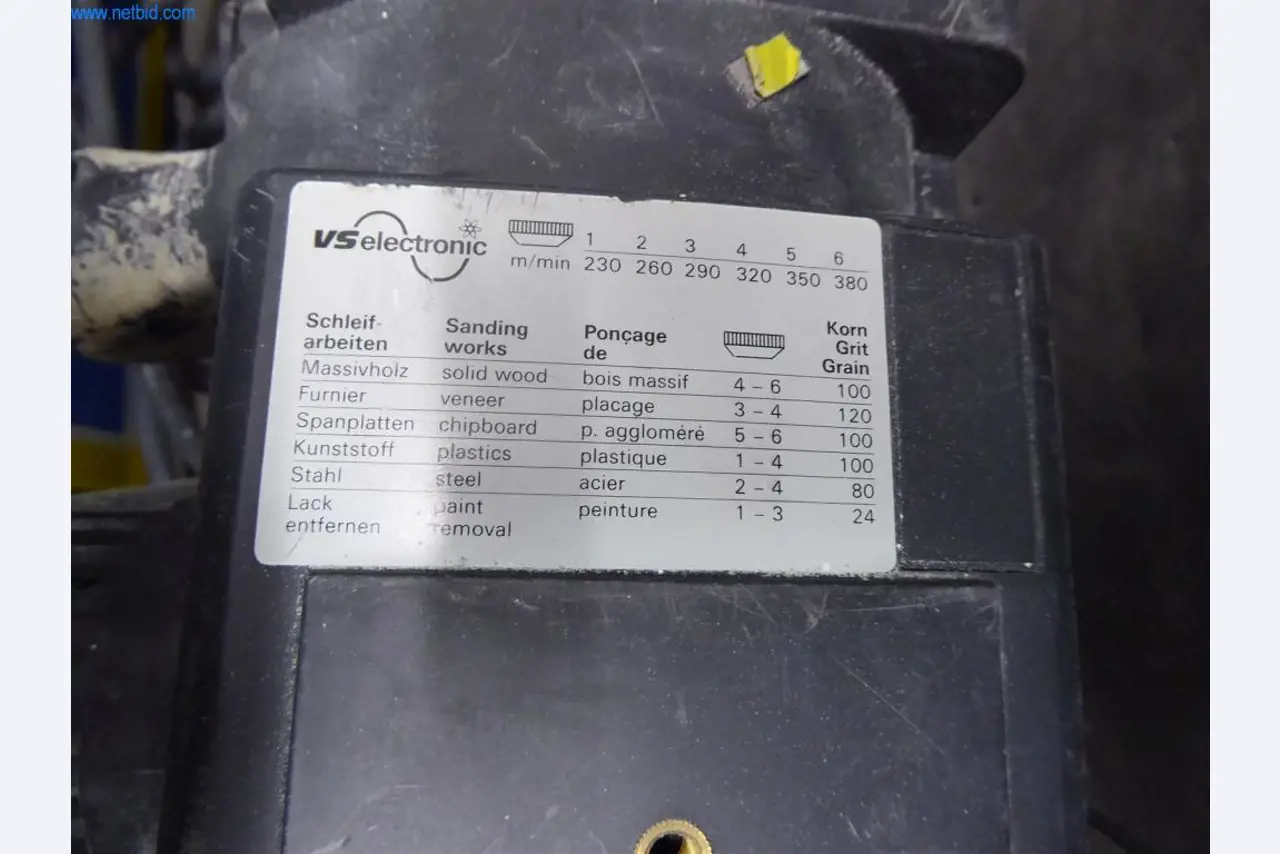 www.netbid.com
VS electronic
1 2 3 4 5 6
m/min 230 260 290 320 350 380
Schleif- Sanding Ponçage Korn
arbeiten works de Grit
Grain
Massivholz solid wood bois massif 4 – 6 100
Furnier veneer placage 3 – 4 120
Spanplatten chipboard p. aggloméré 5 – 6 100
Kunststoff plastics plastique 1 – 4 100
Stahl steel acier 2 – 4 80
Lack paint peinture 1 – 3 24
entfernen removal